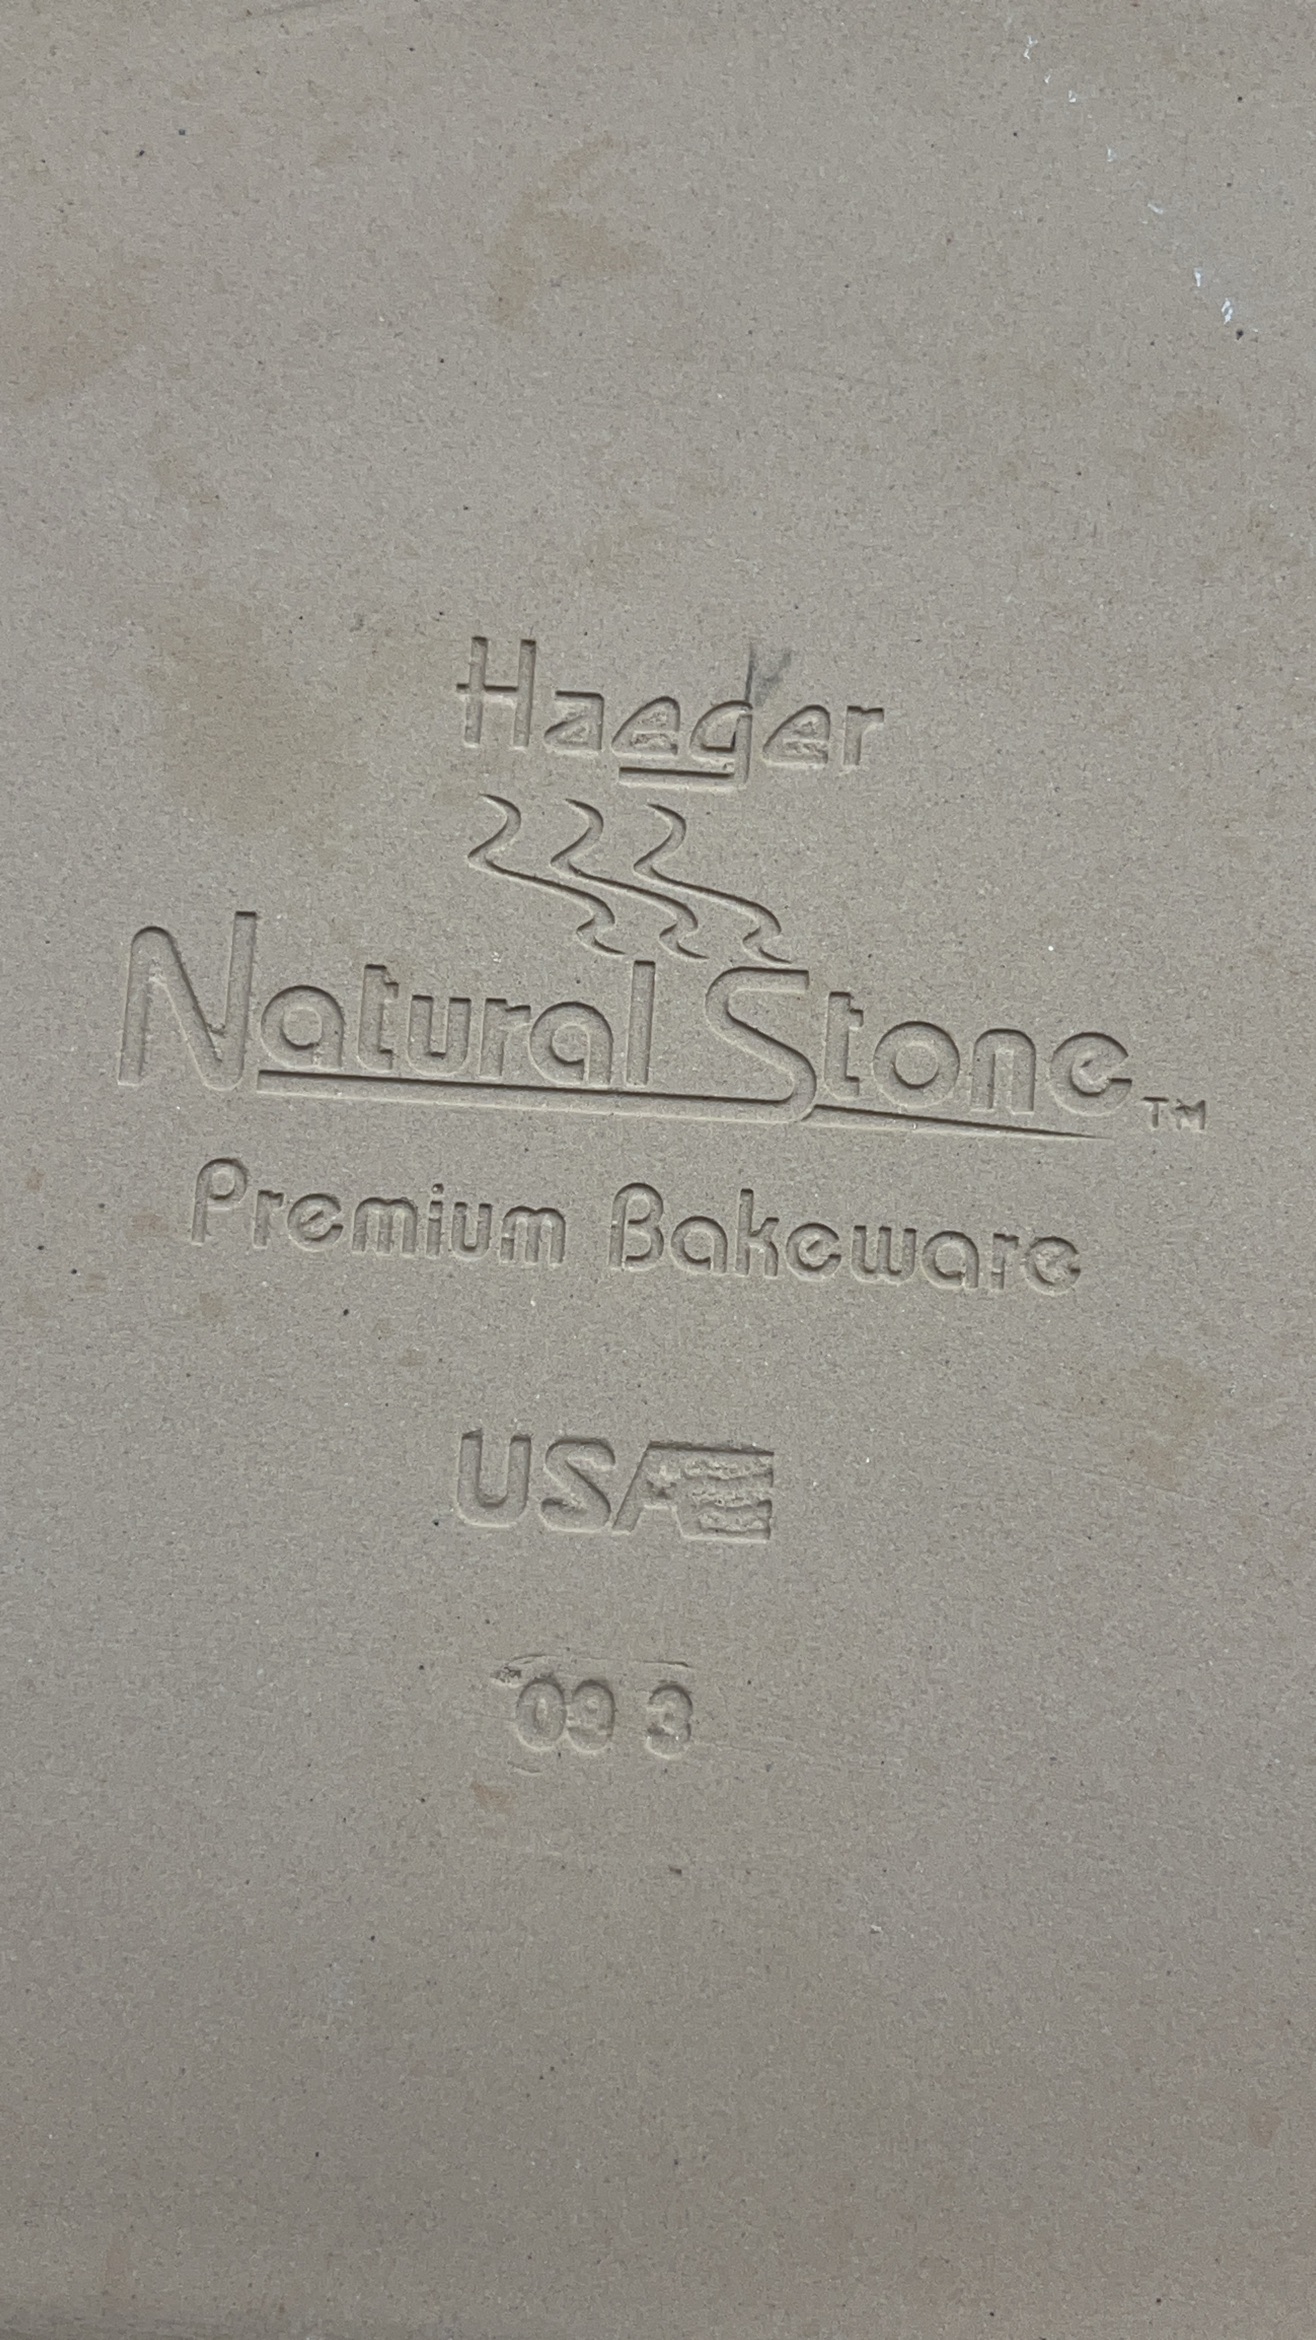 Haeger
Natural Stone™
Premium Bakeware
USA
09 3